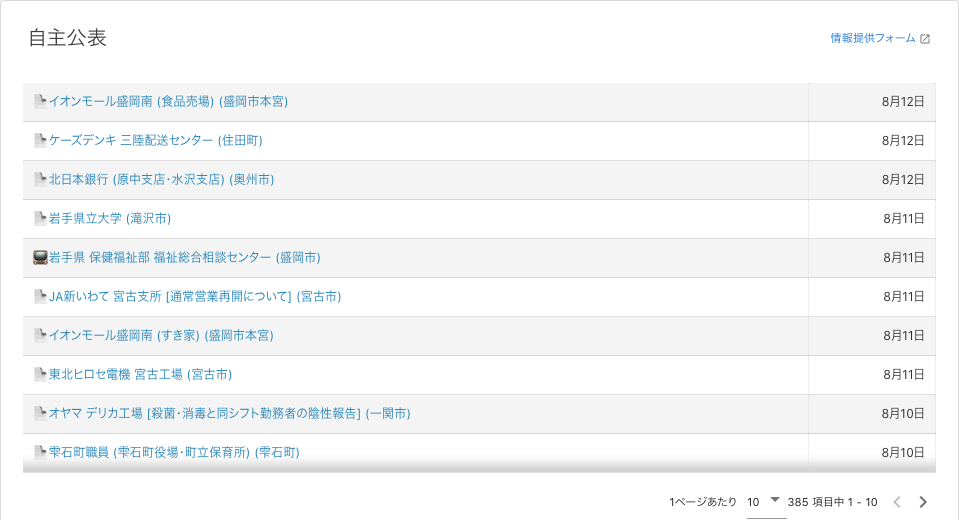 自主公表
情報提供フォーム
イオンモール盛岡南 (食品売場) (盛岡市本宮) 8月12日
ケーズデンキ 三陸配送センター (住田町) 8月12日
北日本銀行 (原中支店・水沢支店) (奥州市) 8月12日
岩手県立大学 (滝沢市) 8月11日
岩手県 保健福祉部 福祉総合相談センター (盛岡市) 8月11日
JA新いわて 宮古支所 [通常営業再開について] (宮古市) 8月11日
イオンモール盛岡南 (すき家) (盛岡市本宮) 8月11日
東北ヒロセ電機 宮古工場 (宮古市) 8月11日
オヤマ デリカ工場 [殺菌・消毒と同シフト勤務者の陰性報告] (一関市) 8月10日
雫石町職員 (雫石町役場・町立保育所) (雫石町) 8月10日
1ページあたり 10 385 項目中 1 - 10